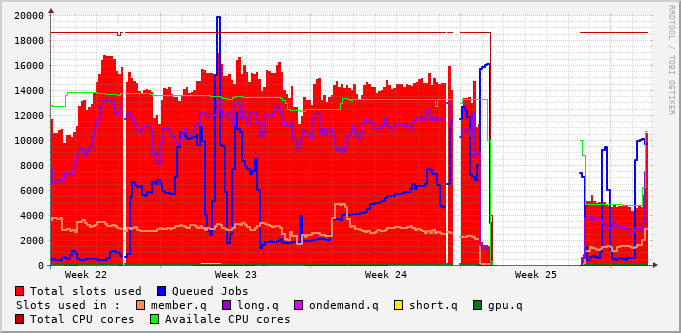 20000
18000
16000
14000
12000
10000
8000
6000
4000
2000
0
Week 22 Week 23 Week 24 Week 25
RRDTOOL / TOBI OETIKER
Total slots used Queued Jobs
Slots used in : member.q long.q ondemand.q short.q gpu.q
Total CPU cores Availale CPU cores